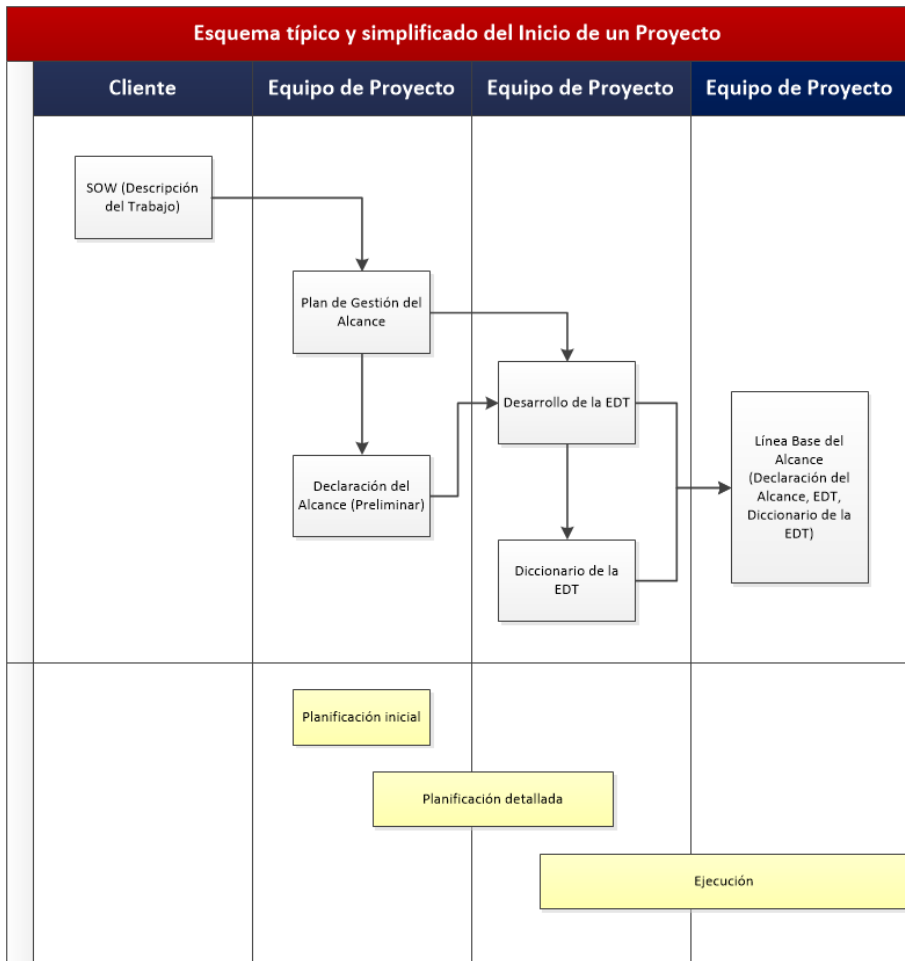 Esquema típico y simplificado del Inicio de un Proyecto
Cliente
Equipo de Proyecto
Equipo de Proyecto
Equipo de Proyecto
SOW (Descripción
del Trabajo)
Plan de Gestión del
Alcance
Declaración del
Alcance (Preliminar)
Desarrollo de la EDT
Diccionario de la
EDT
Línea Base del
Alcance
(Declaración del
Alcance, EDT,
Diccionario de la
EDT)
Planificación inicial
Planificación detallada
Ejecución